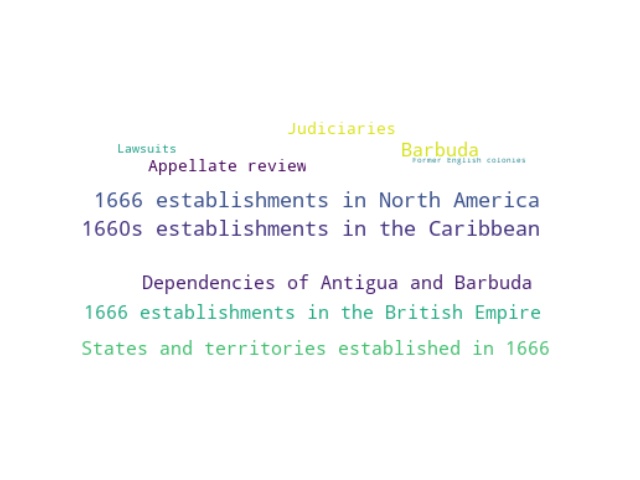 Judiciaries
Lawsuits
Barbuda
Former English colonies
Appellate review
1666 establishments in North America
1660s establishments in the Caribbean
Dependencies of Antigua and Barbuda
1666 establishments in the British Empire
States and territories established in 1666